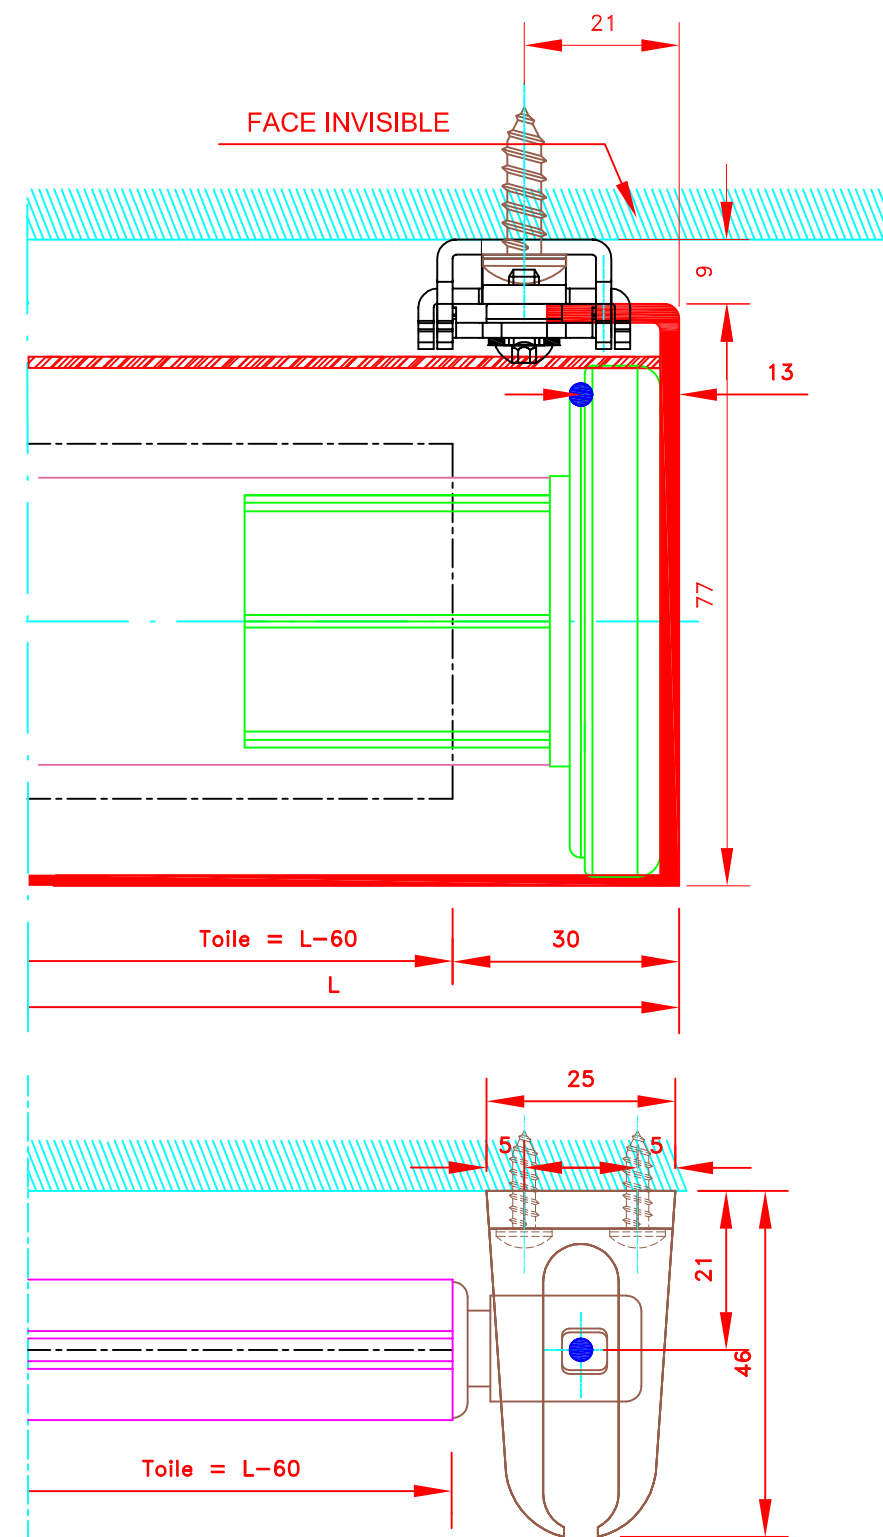 21
FACE INVISIBLE
9
13
77
Toile = L-60
30
L
25
5
5
21
46
Toile = L-60